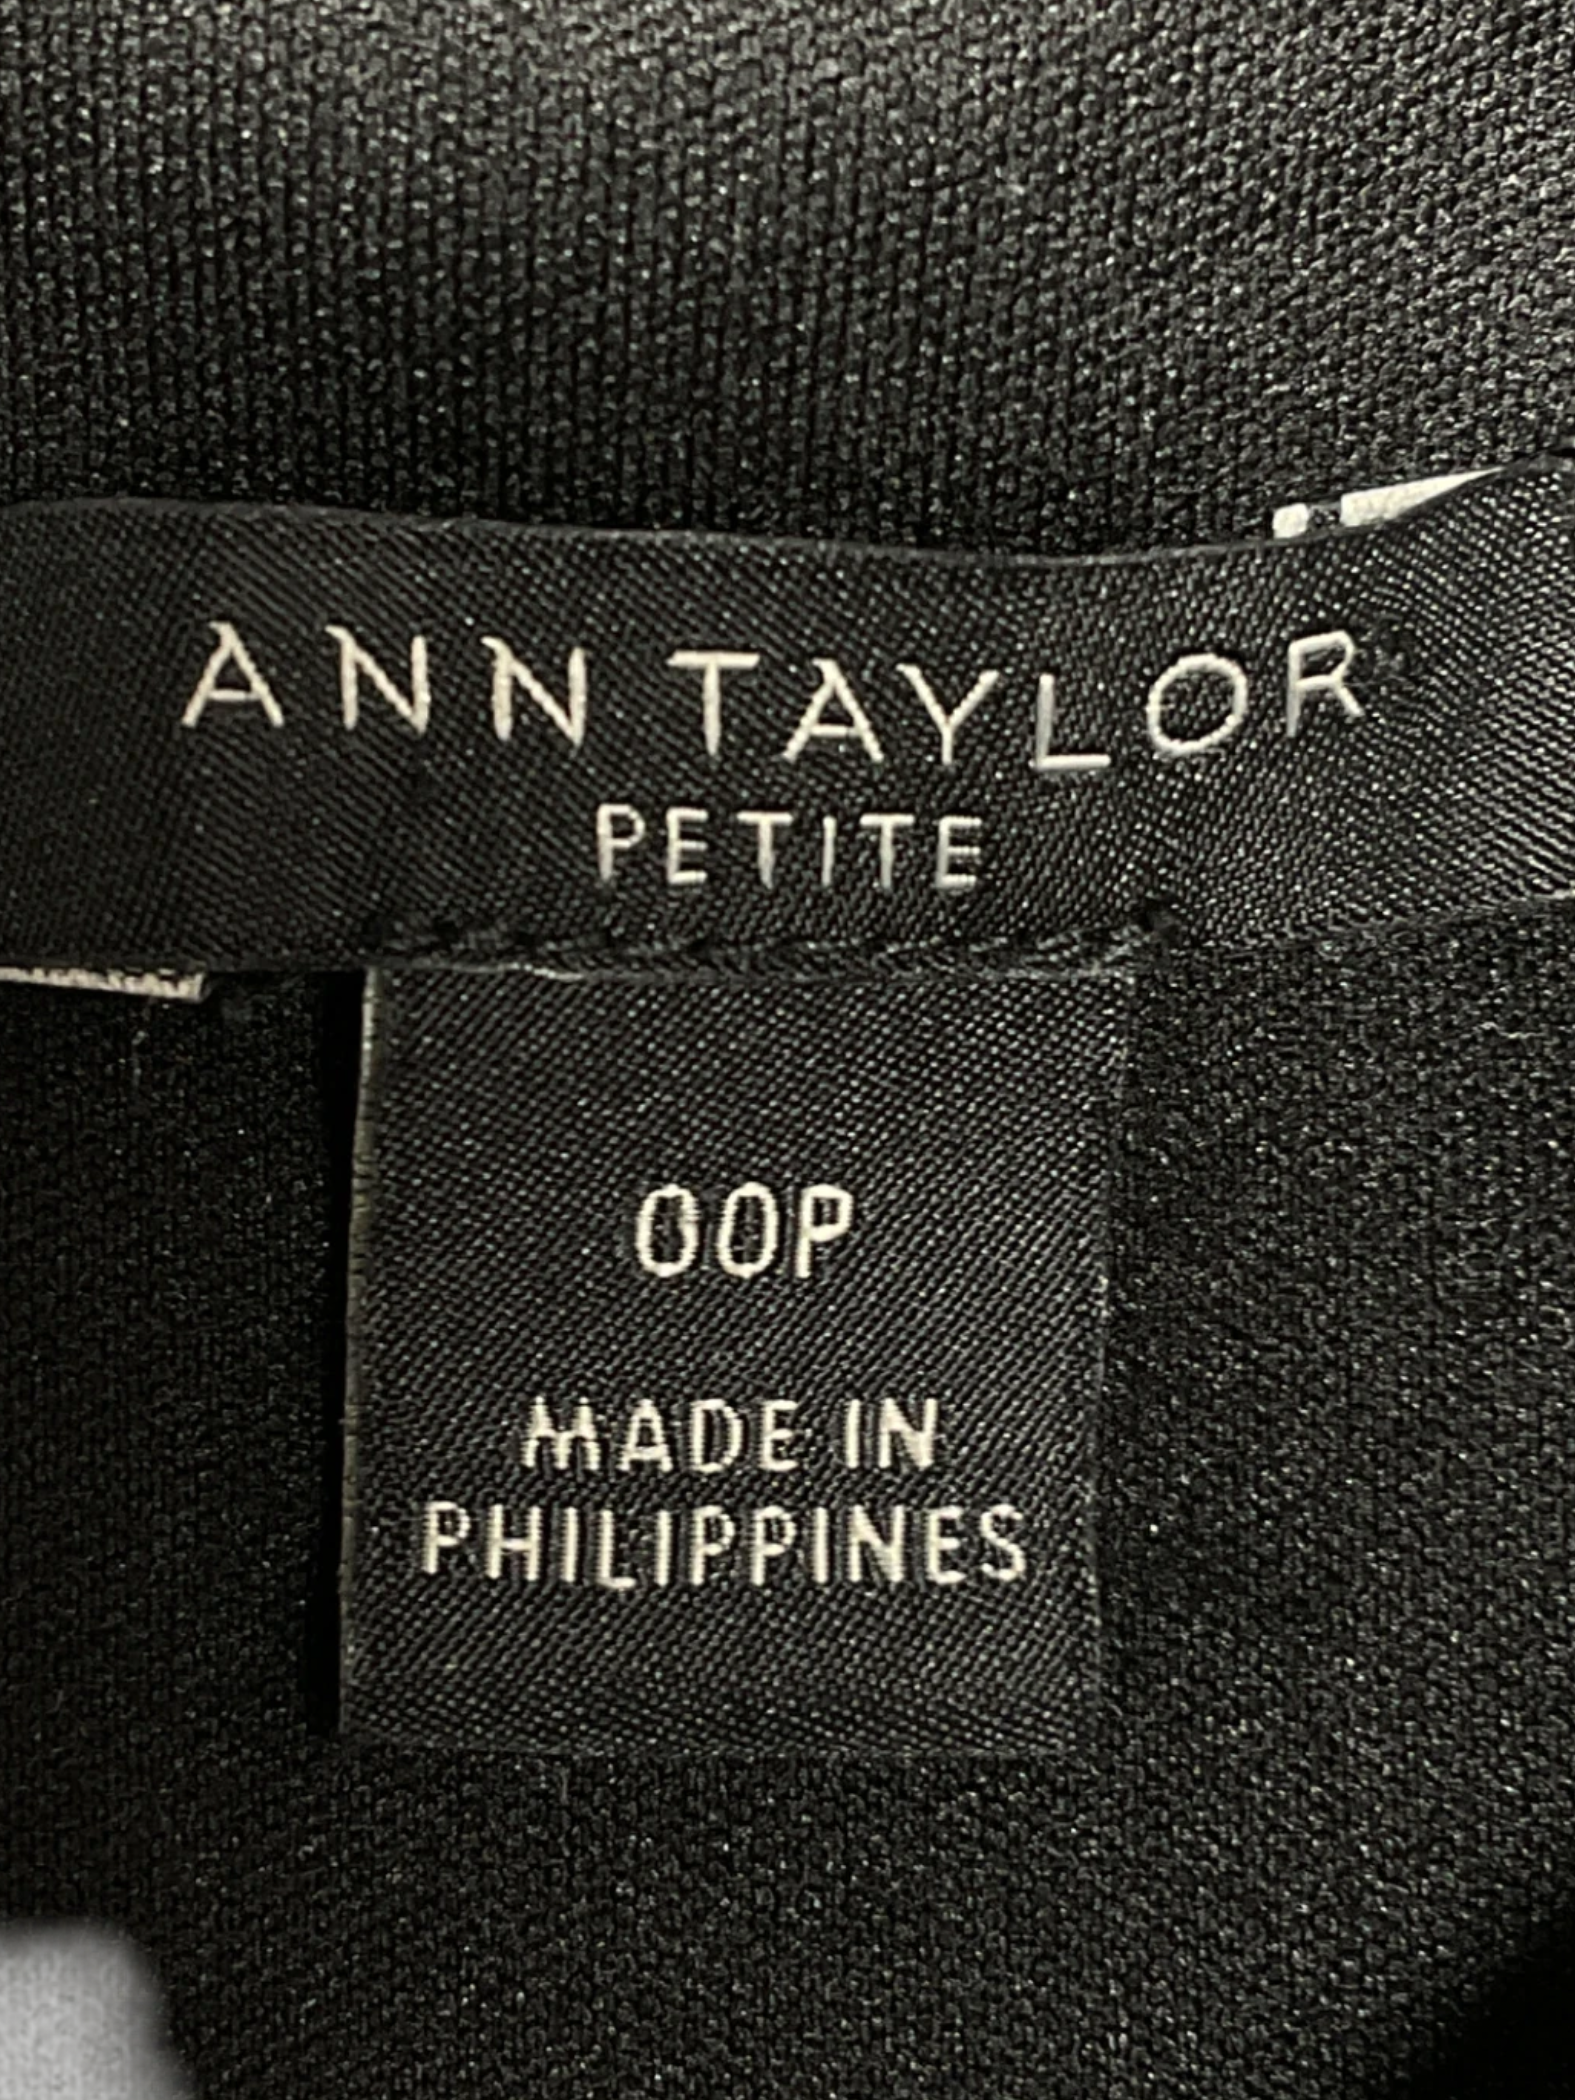 ANN TAYLOR
PETITE
00P
MADE IN
PHILIPPINES